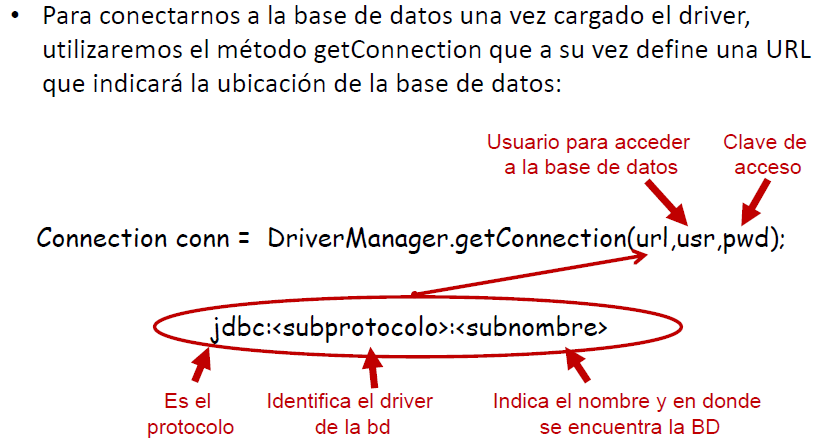 • Para conectarnos a la base de datos una vez cargado el driver,
utilizaremos el método getConnection que a su vez define una URL
que indicará la ubicación de la base de datos:
Usuario para acceder
a la base de datos
Clave de
acceso
Connection conn = DriverManager.getConnection(url,usr,pwd);
jdbc:<subprotocolo>:<subnombre>
Es el
protocolo
Identifica el driver
de la bd
Indica el nombre y en donde
se encuentra la BD